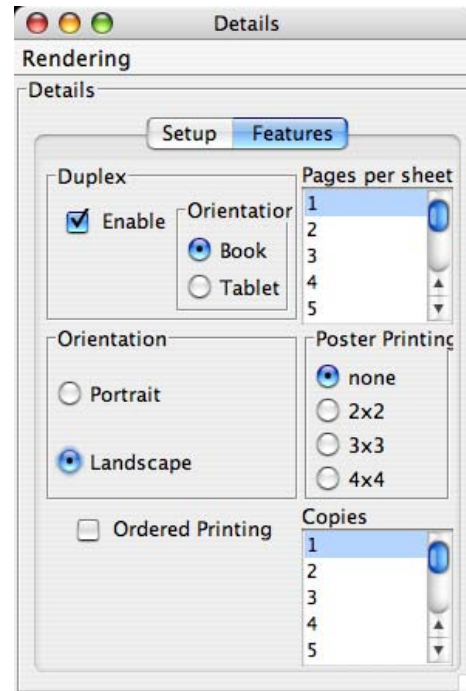 Details
Rendering
Details
Setup Features
Duplex
Enable
Orientation
Book
Tablet
Pages per sheet
1
2
3
4
5
Orientation
Portrait
Landscape
Poster Printing
none
2x2
3x3
4x4
Ordered Printing
Copies
1
2
3
4
5